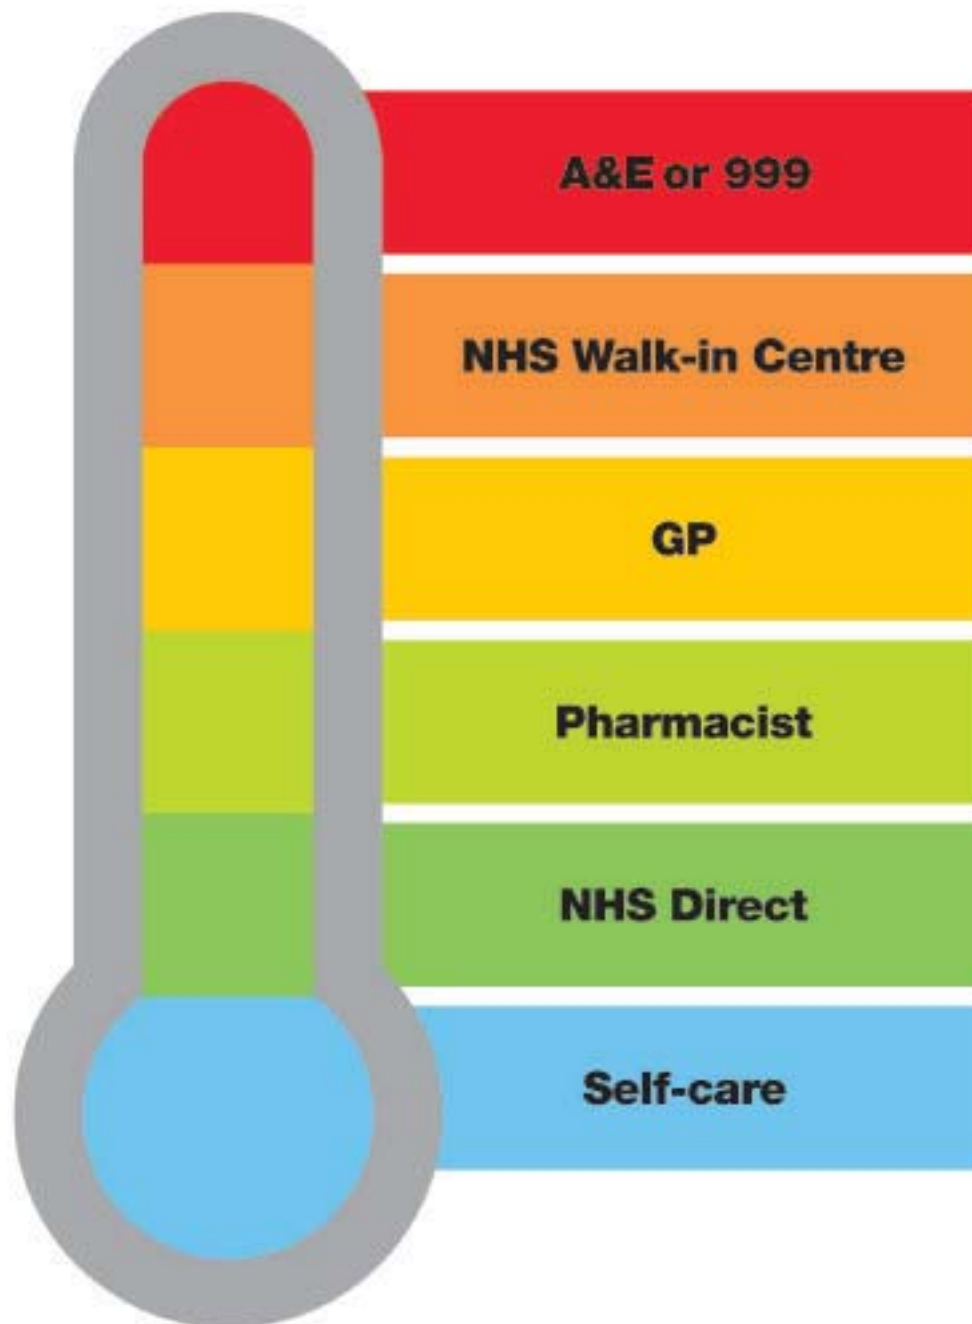 A&E or 999
NHS Walk-in Centre
GP
Pharmacist
NHS Direct
Self-care